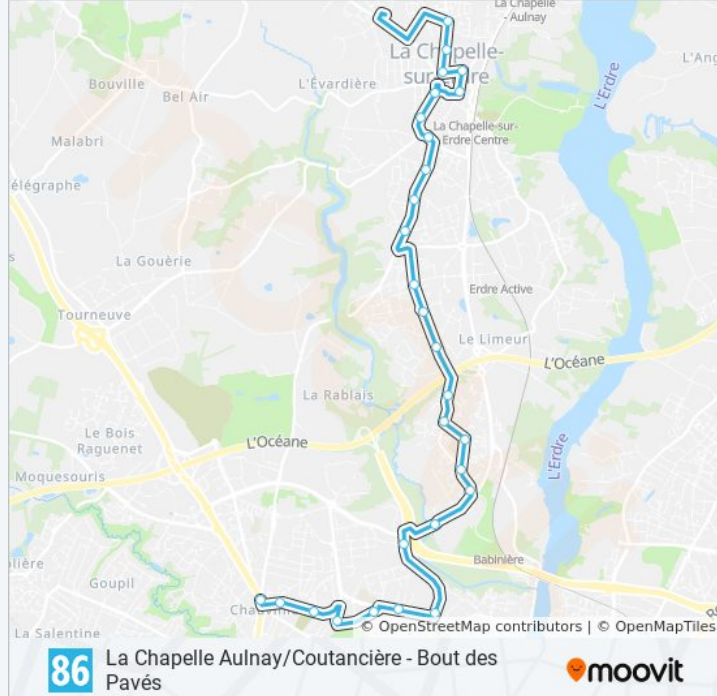 La Chapelle
- Aulnay
La Chapelle-
sur-Erdre
L'Erdre
L'Ang
Bouville
Bel Air
L'Évardière
La Chapelle-sur-
Erdre Centre
Malabri
élégraphe
La Gouèrie
Erdre Active
Tourneuve
Le Limeur
L'Océane
La Rablais
Le Bois
Raguenet
L'Océane
L'Erdre
Moquesouris
Babinière
olière
Goupil
Chauvin
La Salentine
© OpenStreetMap contributors | © OpenMapTiles
86
La Chapelle Aulnay/Coutancière - Bout des
Pavés
moovit